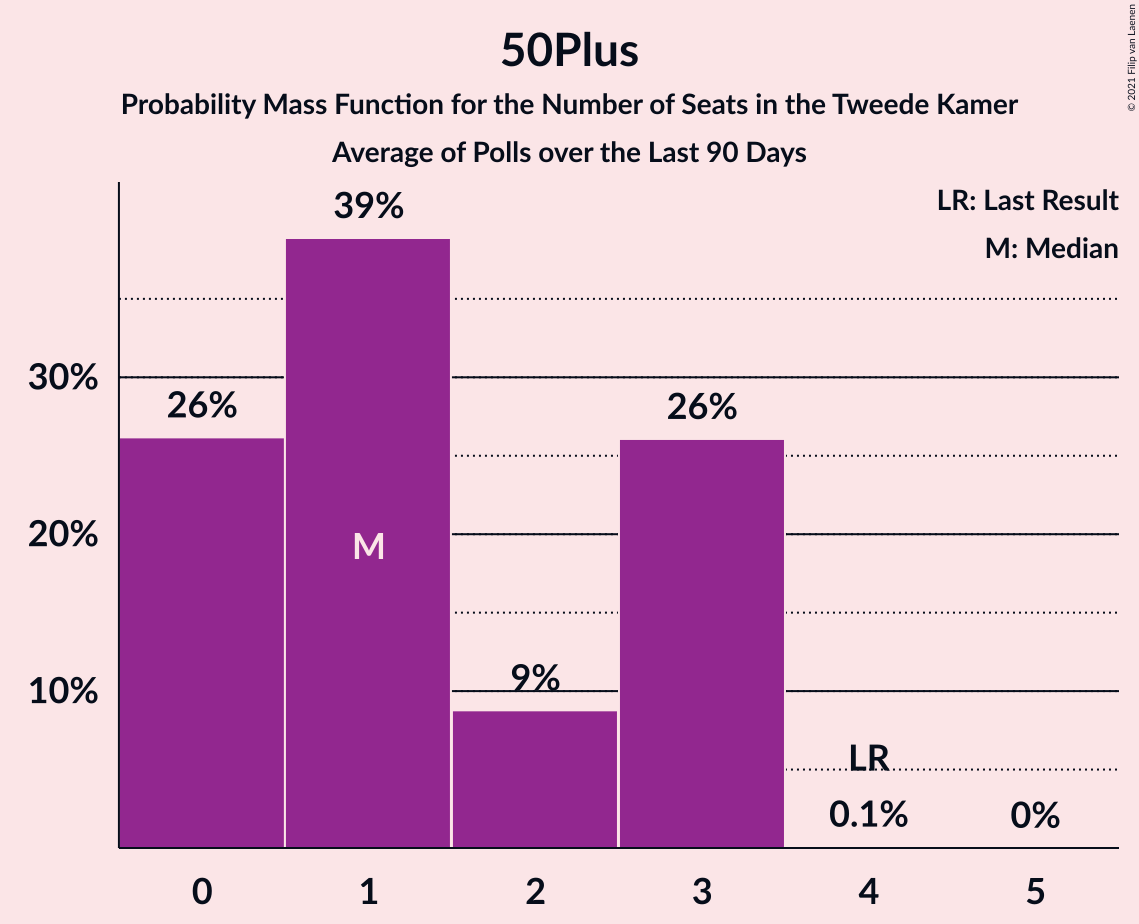 50Plus
Probability Mass Function for the Number of Seats in the Tweede Kamer
Average of Polls over the Last 90 Days
© 2021 Filip van Laenen
LR: Last Result
M: Median
39%
30%
26%
26%
20%
M
10%
9%
LR
0.1%
0%
0 1 2 3 4 5